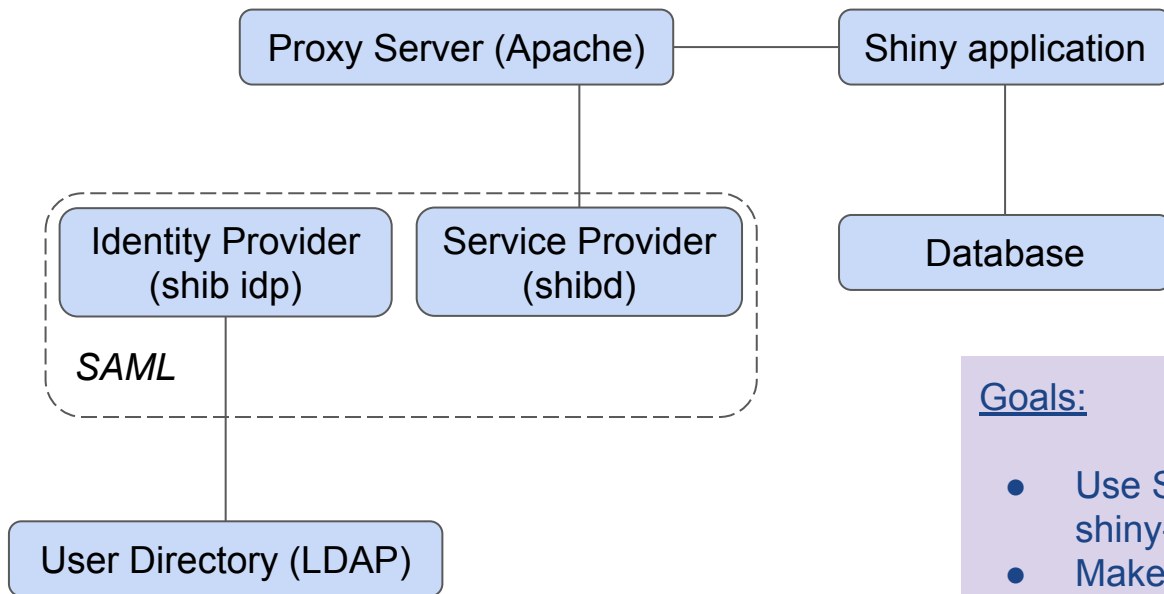 Proxy Server (Apache)
Shiny application
Identity Provider
(shib idp)
Service Provider
(shibd)
Database
SAML
User Directory (LDAP)
Goals:
● Use
shiny-
● Make